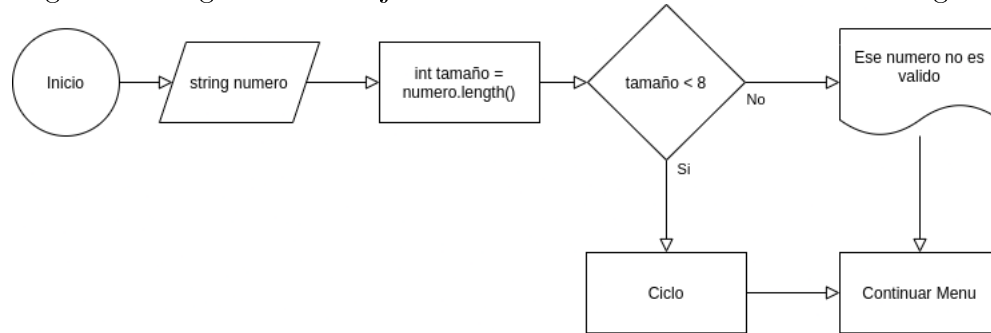 Inicio
string numero
int tamaño =
numero.length()
tamaño < 8
No
Ese numero no es
valido
Si
Ciclo
Continuar Menu